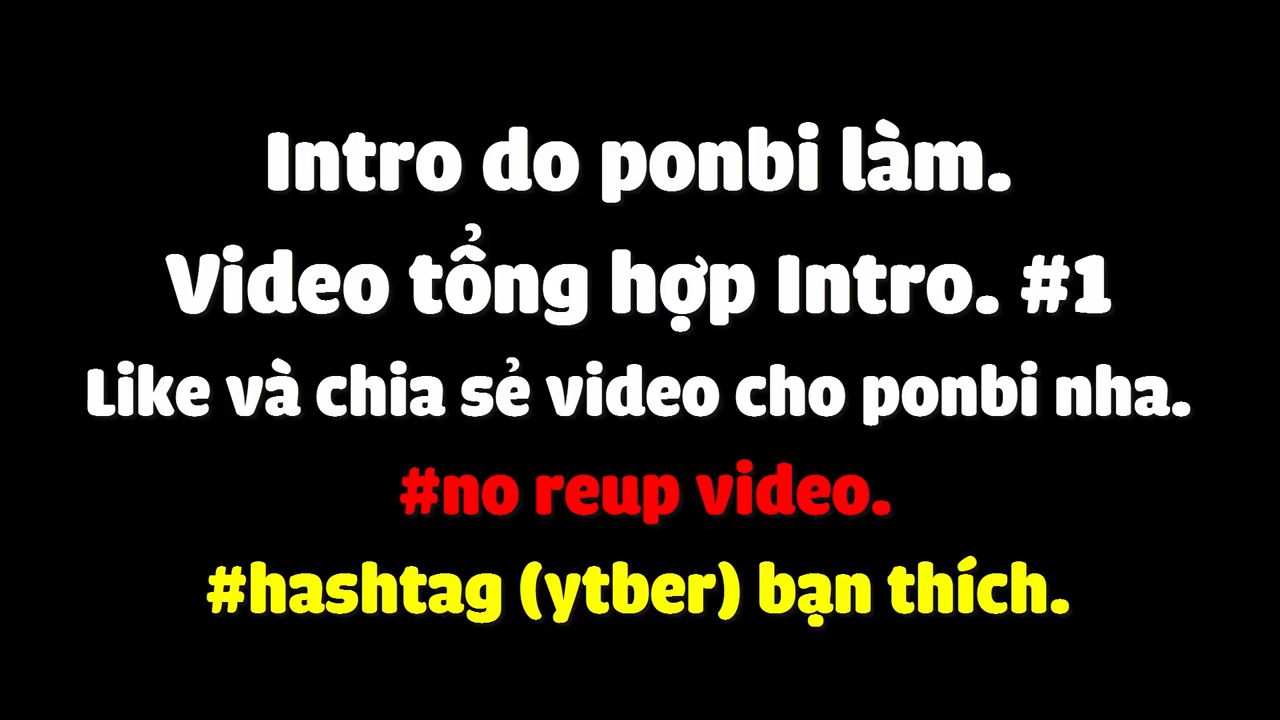 Intro do ponbi làm.
Video tổng hợp Intro. #1
Like và chia sẻ video cho ponbi nha.
#no reup video.
#hashtag (ytber) bạn thích.